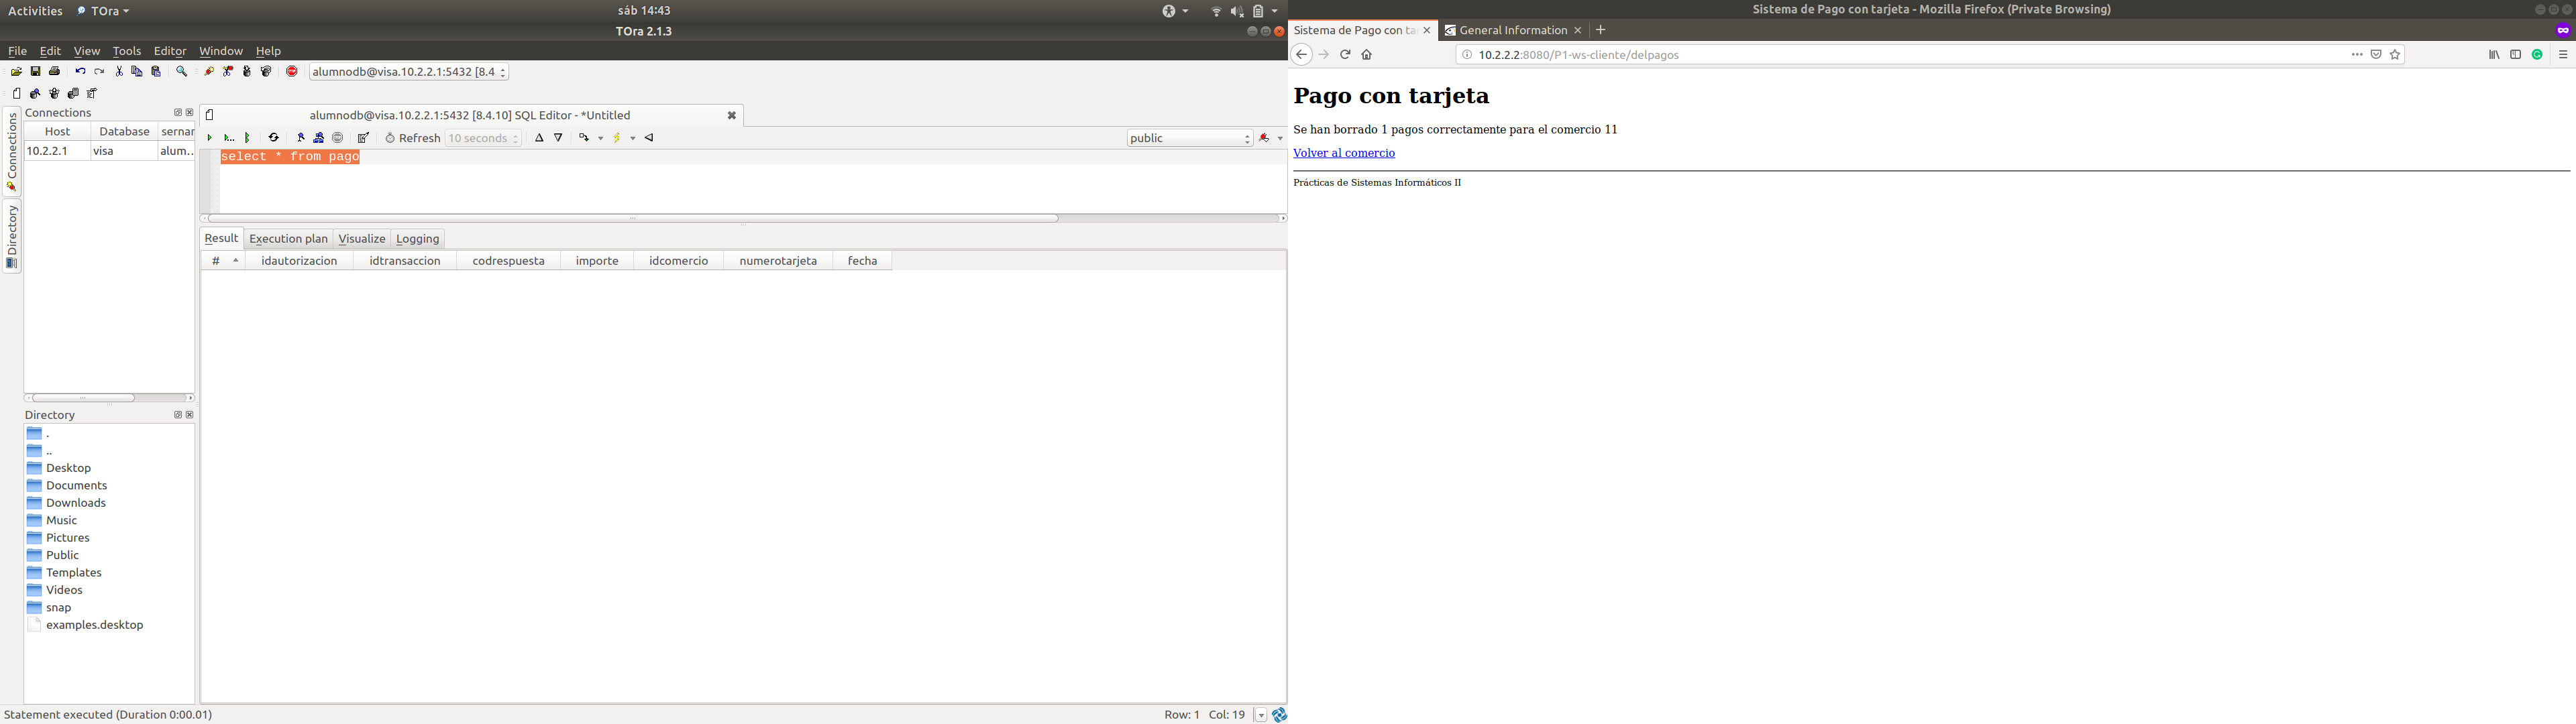 Activities TOra sáb 14:43
TOra 2.1.3
File Edit View Tools Editor Window Help
alumnodb@visa.10.2.2.1:5432 [8.4
Connections
Host Database sernar
10.2.2.1 visa alum...
Connections
Directory
Directory
.
..
Desktop
Documents
Downloads
Music
Pictures
Public
Templates
Videos
snap
examples.desktop
alumnodb@visa.10.2.2.1:5432 [8.4.10] SQL Editor - *Untitled
Refresh 10 seconds public
select * from pago
Result Execution plan Visualize Logging
# idautorizacion idtransaccion codrespuesta importe idcomercio numerotarjeta fecha
Statement executed (Duration 0:00.01) Row: 1 Col: 19
Sistema de Pago con tarjeta - Mozilla Firefox (Private Browsing)
Sistema de Pago con tar General Information
10.2.2.2:8080/P1-ws-cliente/delpagos
Pago con tarjeta
Se han borrado 1 pagos correctamente para el comercio 11
Volver al comercio
Prácticas de Sistemas Informáticos II